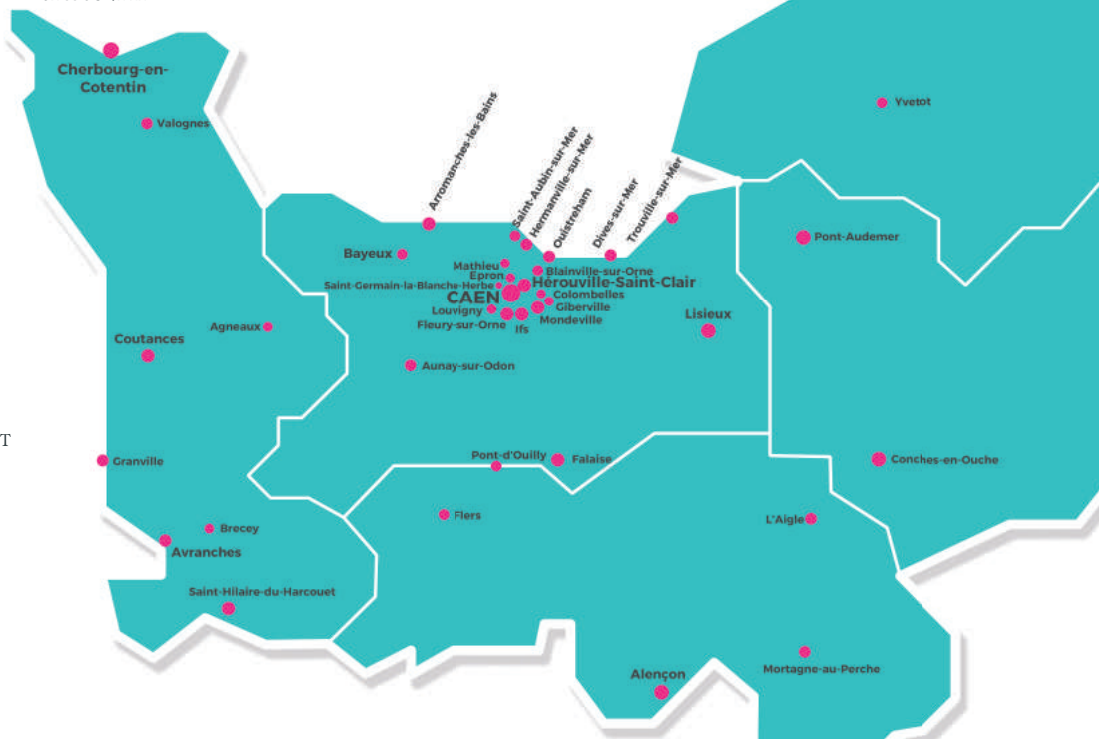 Cherbourg-en-
Cotentin
Valognes
Yvetot
Arromanches-les-Bains
Saint-Aubin-sur-Mer
Hermanville-sur-Mer
Ouistreham
Dives-sur-Mer
Trouville-sur-Mer
Pont-Audemer
Bayeux
Mathieu
Blainville-sur-Orne
Epron
Hérouville-Saint-Clair
Saint-Germain-la-Blanche-Herbe
CAEN
Colombelles
Louvigny
Giberville
Fleury-sur-Orne
Ifs
Mondeville
Lisieux
Agneaux
Coutances
Aunay-sur-Odon
T
Granville
Pont-d'Ouilly
Falaise
Conches-en-Ouche
Flers
L'Aigle
Brecey
Avranches
Saint-Hilaire-du-Harcouet
Alençon
Mortagne-au-Perche